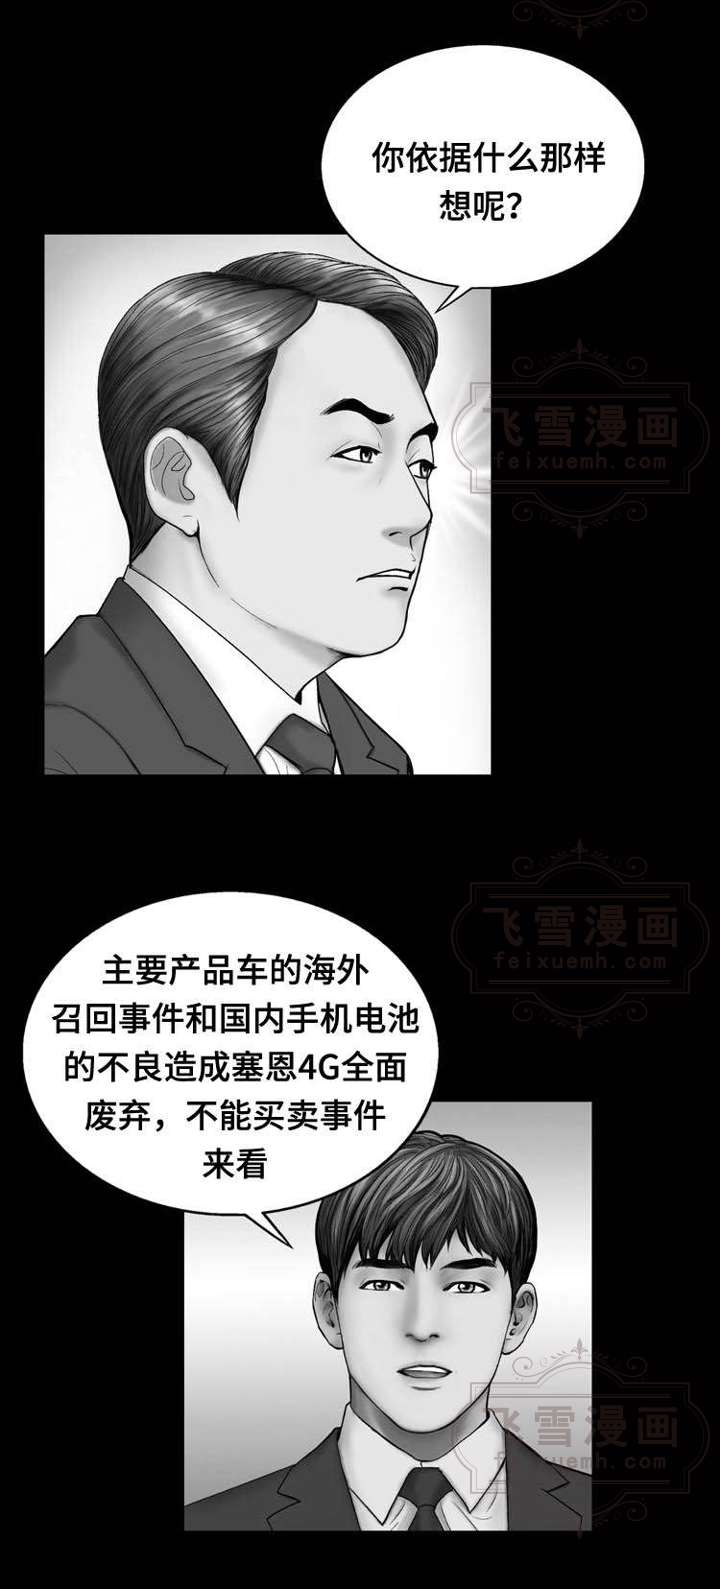 你依据什么那样
想呢？
飞雪漫画
feixuemh.com
飞雪漫画
feixuemh.com
主要产品车的海外
召回事件和国内手机电池
的不良造成塞恩4G全面
废弃，不能买卖事件
来看
飞雪漫画
feixuemh.com